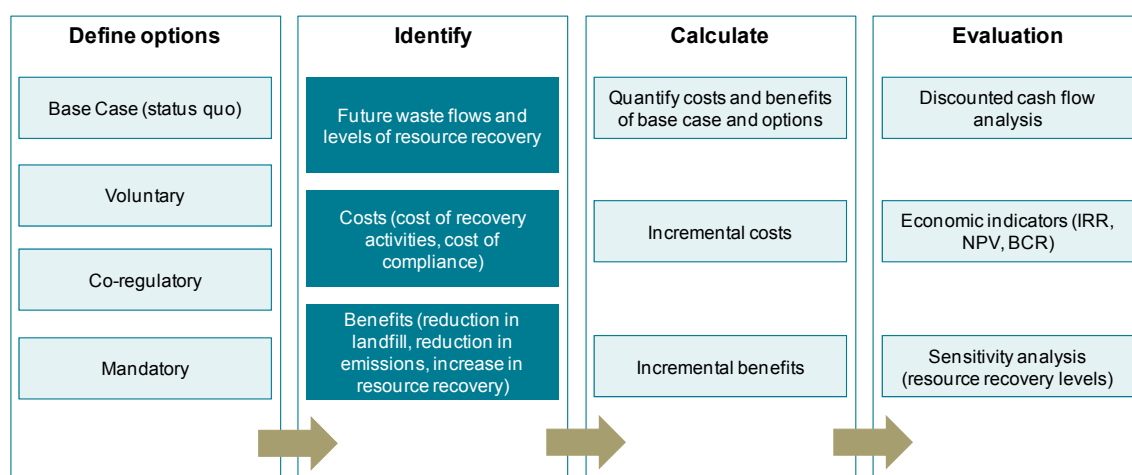 Define options
Base Case (status quo)
Voluntary
Co-regulatory
Mandatory
Identify
Future waste flows and
levels of resource recovery
Costs (cost of recovery
activities, cost of
compliance)
Benefits (reduction in
landfill, reduction in
emissions, increase in
resource recovery)
Calculate
Quantify costs and benefits
of base case and options
Incremental costs
Incremental benefits
Evaluation
Discounted cash flow
analysis
Economic indicators (IRR,
NPV, BCR)
Sensitivity analysis
(resource recovery levels)